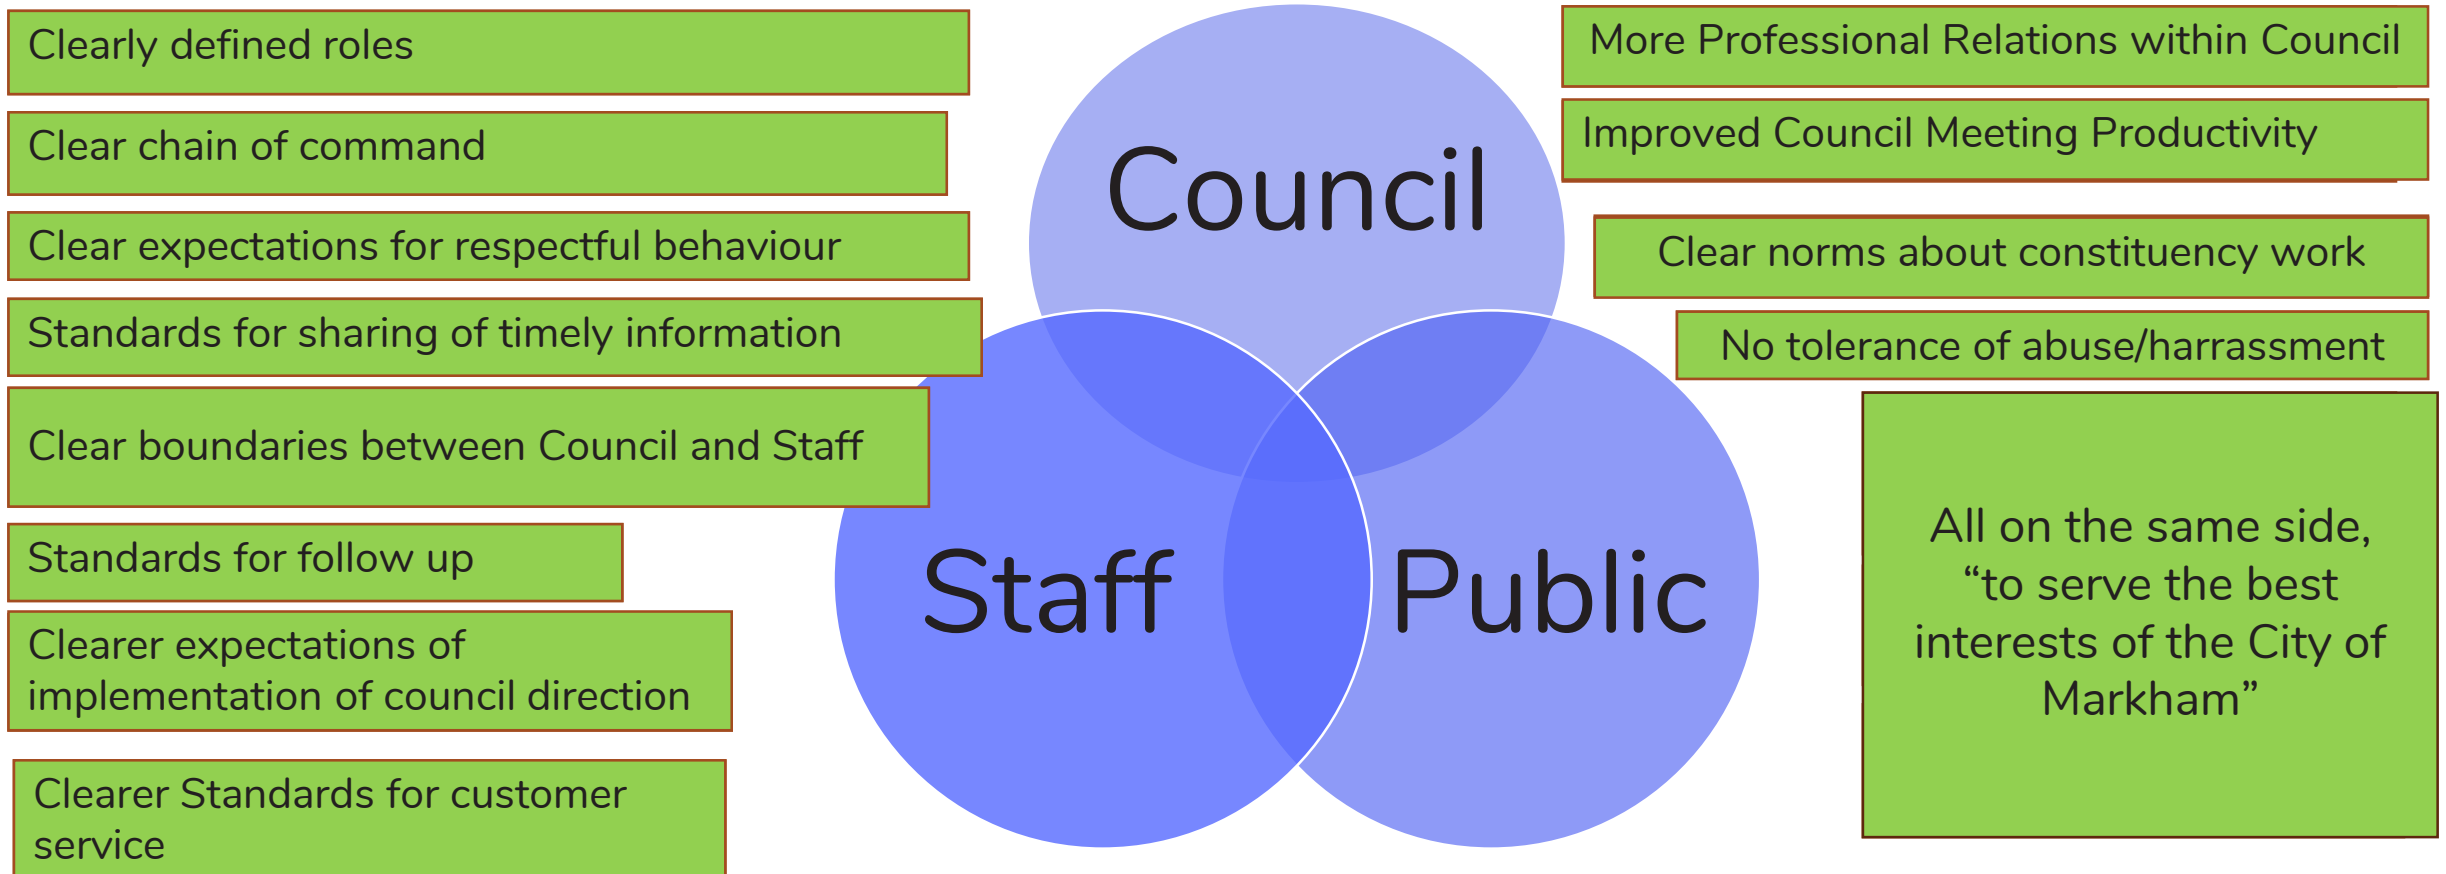 Clearly defined roles
Clear chain of command
Clear expectations for respectful behaviour
Standards for sharing of timely information
Clear boundaries between Council and Staff
Standards for follow up
Clearer expectations of
implementation of council direction
Clearer Standards for customer
service
Council
Staff
Public
More Professional Relations within Council
Improved Council Meeting Productivity
Clear norms about constituency work
No tolerance of abuse/harrassment
All on the same side,
“to serve the best
interests of the City of
Markham”